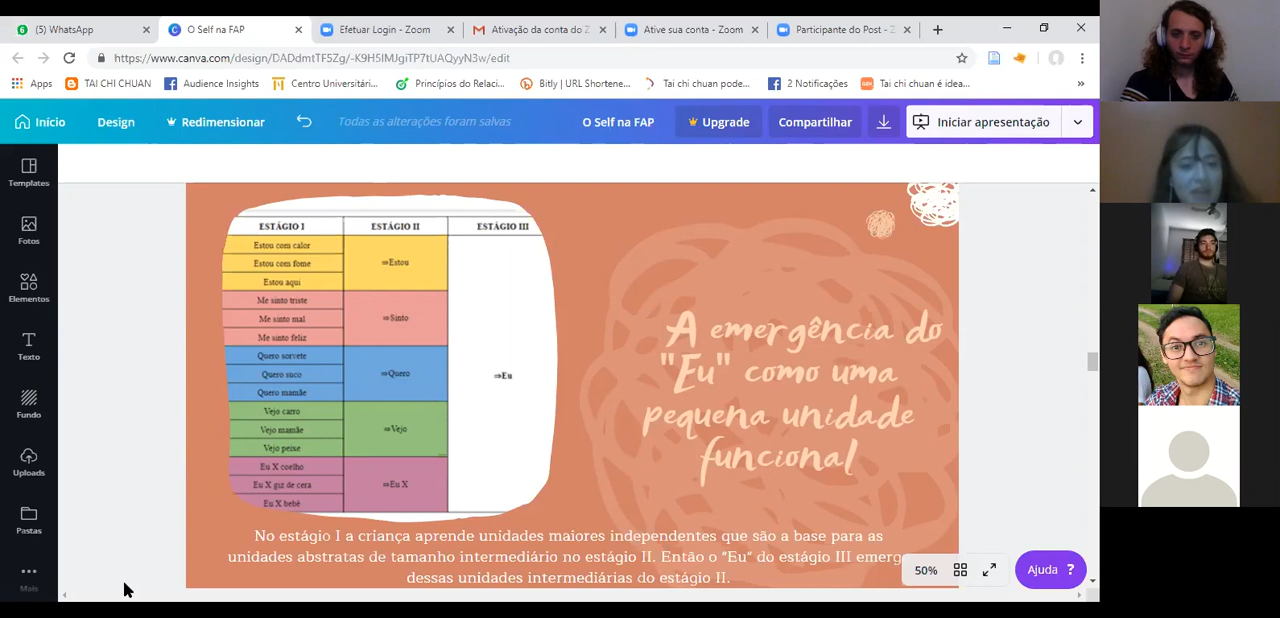 (5) WhatsApp
O Self na FAP
Efetuar Login - Zoom
Ativação da conta do Z
Ative sua conta - Zoom
Participante do Post - Z
https://www.canva.com/design/DADdmtTF5Zg/-K9H5IMJgiTP7tUAQyyN3w/edit
Apps
TAI CHI CHUAN
Audience Insights
Centro Universitári...
Princípios do Relaci...
Bitly | URL Shortene...
Tai chi chuan pode...
2 Notificações
Tai chi chuan é idea...
»
Início
Design
Redimensionar
Todas as alterações foram salvas
O Self na FAP
Upgrade
Compartilhar
Iniciar apresentação
Templates
Fotos
Elementos
Texto
Fundo
Uploads
Pastas
Mais
ESTÁGIO I ESTÁGIO II ESTÁGIO III
Estou com calor
Estou com fome ⇒Estou
Estou aqui
Me sinto triste
Me sinto mal ⇒Sinto
Me sinto feliz
Quero sorvete
Quero suco ⇒Quero ⇒Eu
Quero mamãe
Vejo carro
Vejo mamãe ⇒Vejo
Vejo peixe
Eu X coelho
Eu X giz de cera ⇒Eu X
Eu X bebê
A emergência do
"Eu" como uma
pequena unidade
funcional
No estágio I a criança aprende unidades maiores independentes que são a base para as
unidades abstratas de tamanho intermediário no estágio II. Então o "Eu" do estágio III emerg
dessas unidades intermediárias do estágio II.
50%
Ajuda ?